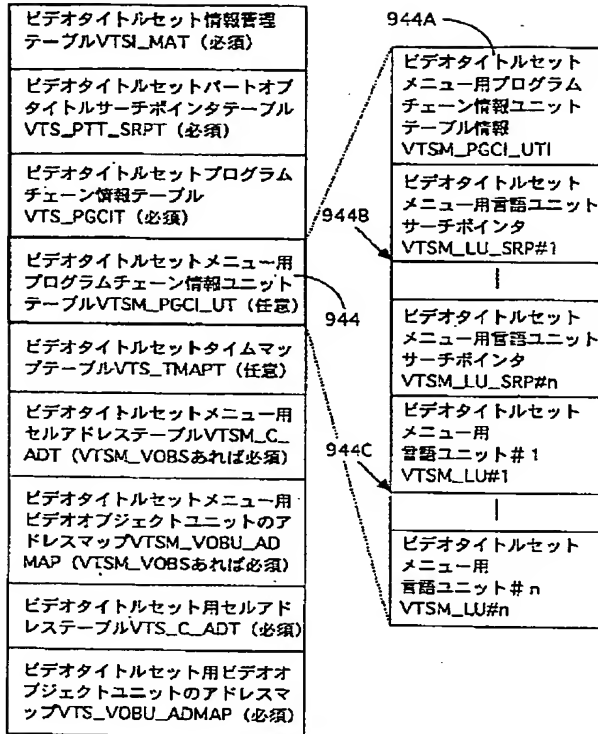 ビデオタイトルセット情報管理
テーブルVTSI_MAT（必須）
ビデオタイトルセットパートオブ
タイトルサーチポインタテーブル
VTS_PTT_SRPT（必須）
ビデオタイトルセットプログラム
チェーン情報テーブル
VTS_PGCIT（必須）
ビデオタイトルセットメニュー用
プログラムチェーン情報ユニット
テーブルVTSM_PGCI_UT（任意）
ビデオタイトルセットタイムマッ
プテーブルVTS_TMAPT（任意）
ビデオタイトルセットメニュー用
セルアドレステーブルVTSM_C_
ADT（VTSM_VOBSあれば必須）
ビデオタイトルセットメニュー用
ビデオオブジェクトユニットのア
ドレスマップVTSM_VOBU_AD
MAP（VTSM_VOBSあれば必須）
ビデオタイトルセット用セルアド
レステーブルVTS_C_ADT（必須）
ビデオタイトルセット用ビデオオ
ブジェクトユニットのアドレスマ
ップVTS_VOBU_ADMAP（必須）
944
944A
ビデオタイトルセット
メニュー用プログラム
チェーン情報ユニット
テーブル情報
VTSM_PGCI_UTI
944B
ビデオタイトルセット
メニュー用言語ユニット
サーチポインタ
VTSM_LU_SRP#1
ビデオタイトルセット
メニュー用言語ユニット
サーチポインタ
VTSM_LU_SRP#n
944C
ビデオタイトルセット
メニュー用
言語ユニット＃1
VTSM_LU#1
ビデオタイトルセット
メニュー用
言語ユニット＃n
VTSM_LU#n